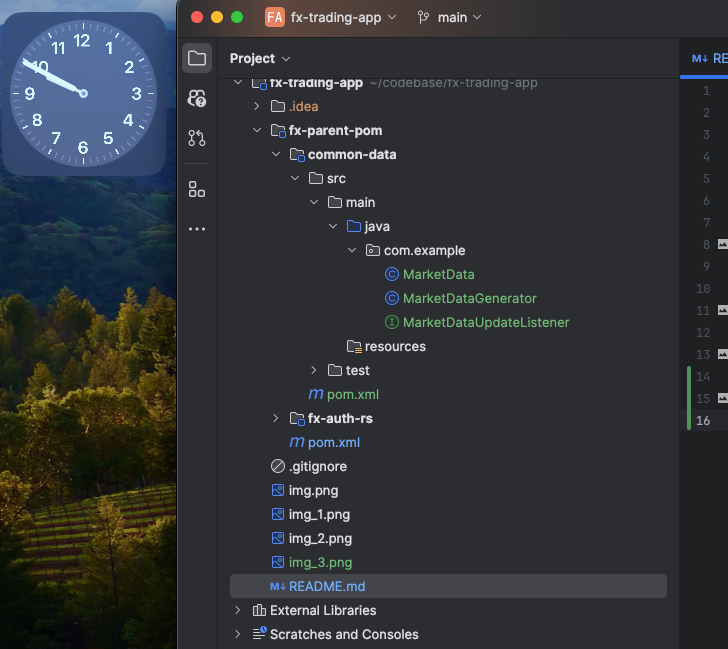 12
11 1
10 2
9 3
8 4
7 5
6
FA fx-trading-app main
Project
M↓ RE
fx-trading-app ~/codebase/fx-trading-app
.idea
fx-parent-pom
common-data
src
main
java
com.example
C MarketData
C MarketDataGenerator
I MarketDataUpdateListener
resources
test
m pom.xml
fx-auth-rs
m pom.xml
.gitignore
img.png
img_1.png
img_2.png
img_3.png
M↓ README.md
External Libraries
Scratches and Consoles
1
2
3
4
5
6
7
8
9
10
11
12
13
14
15
16